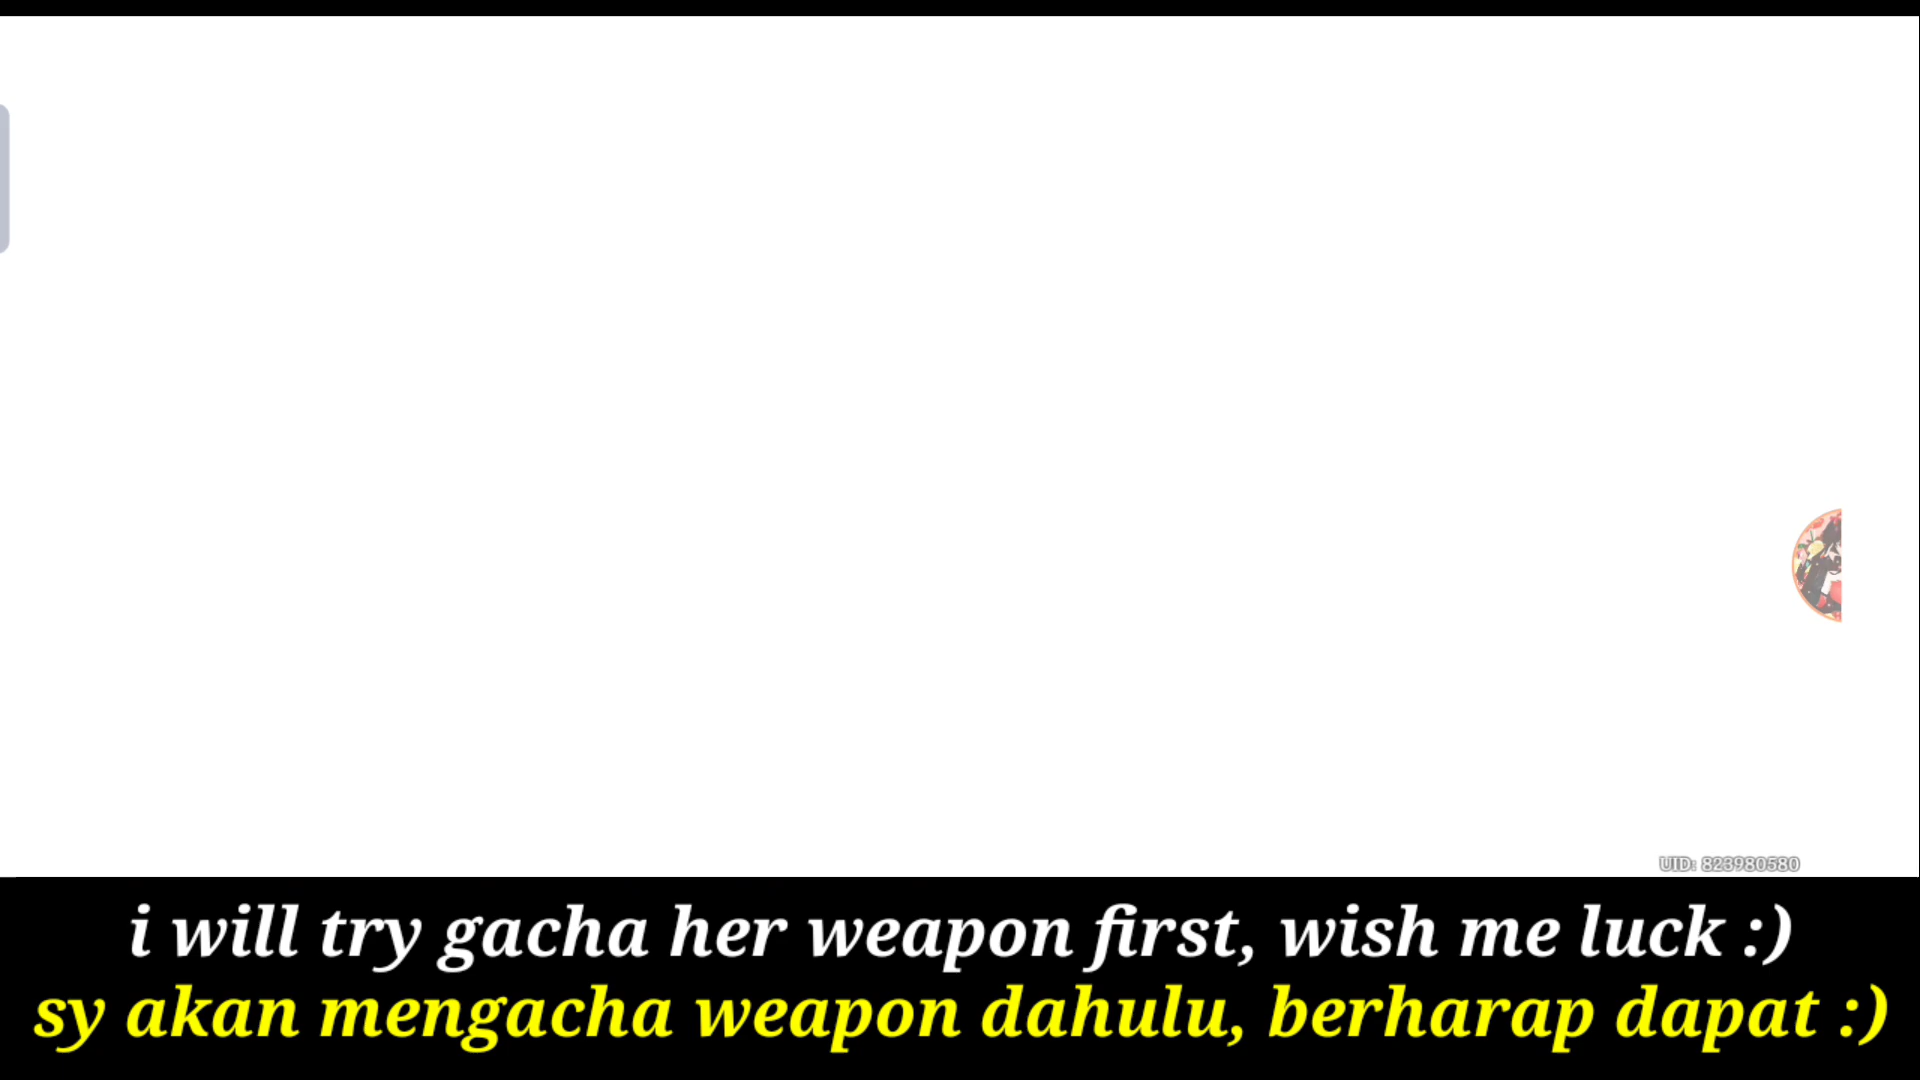 UID: 823980580
i will try gacha her weapon first, wish me luck :)
sy akan mengacha weapon dahulu, berharap dapat :)